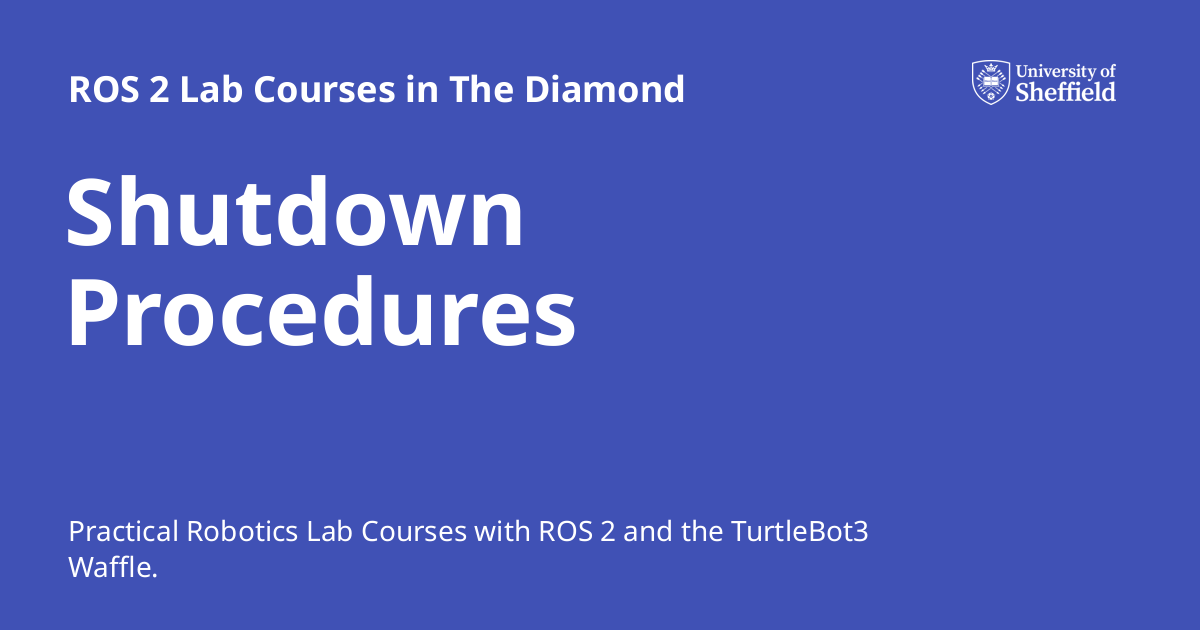 ROS 2 Lab Courses in The Diamond
University of
Sheffield
Shutdown
Procedures
Practical Robotics Lab Courses with ROS 2 and the TurtleBot3
Waffle.